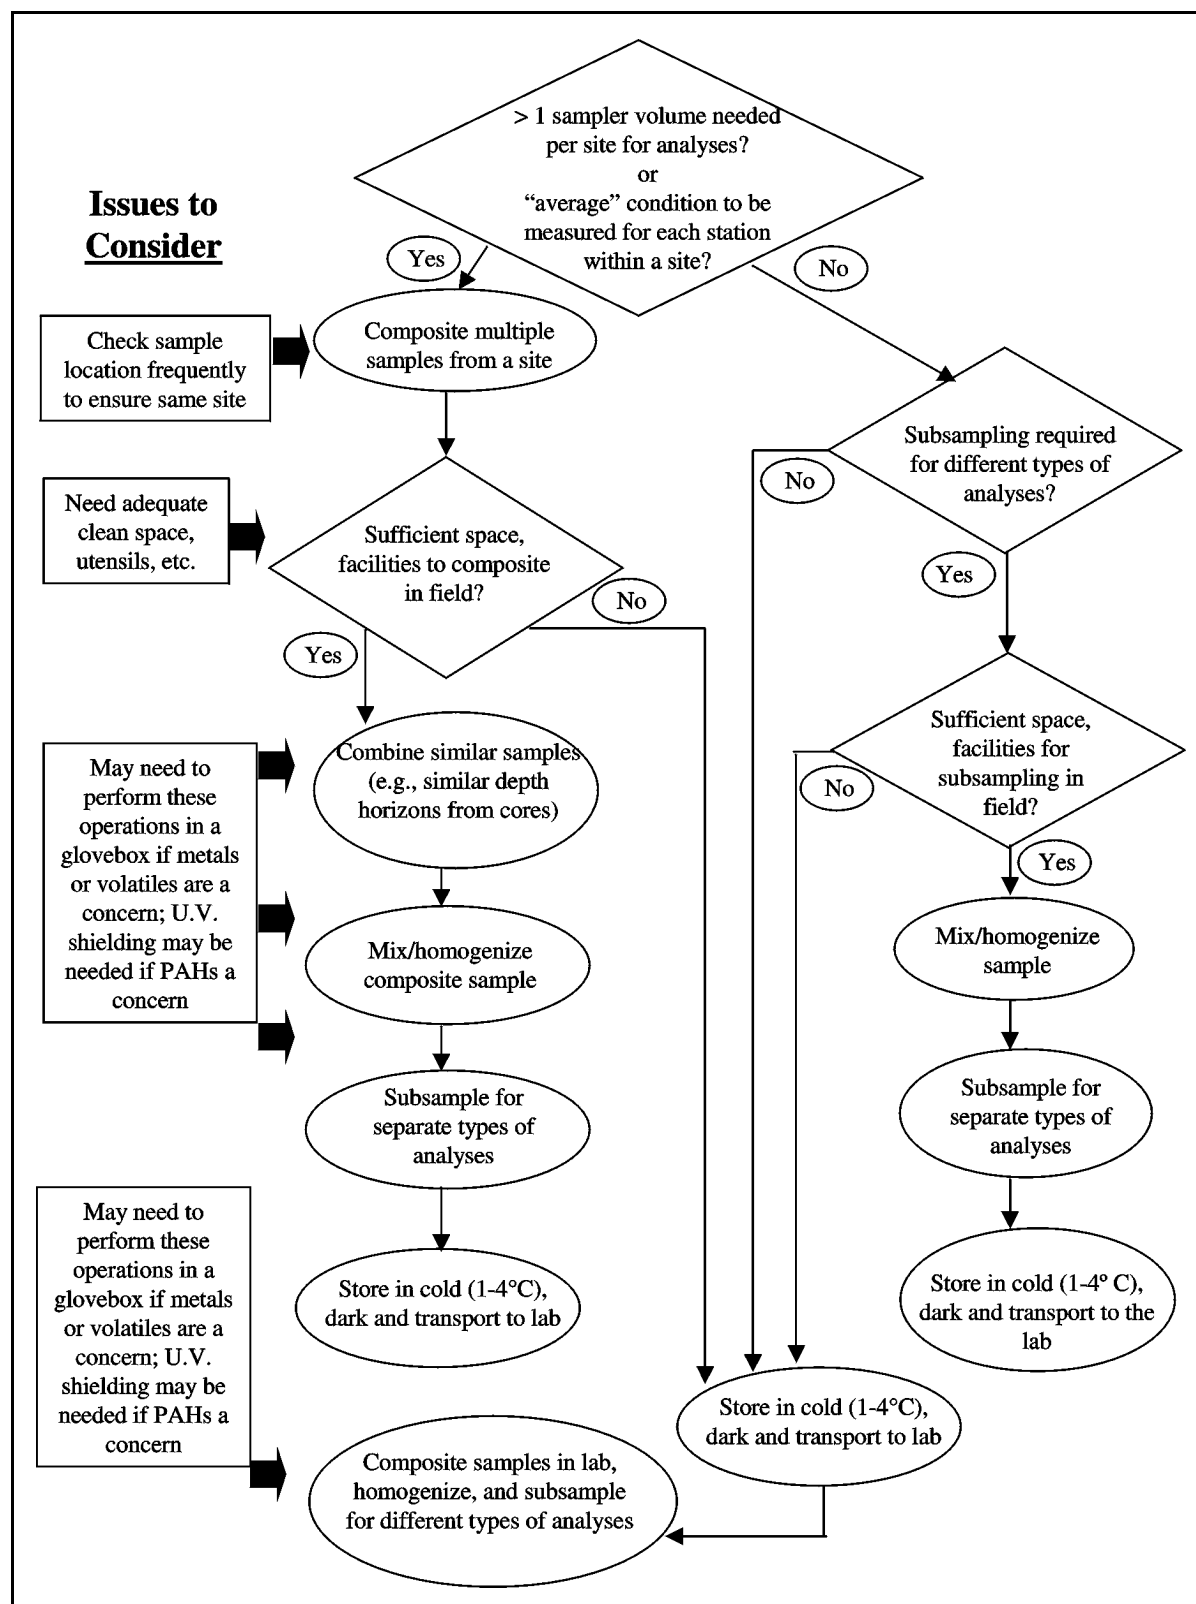 > 1 sampler volume needed
per site for analyses?
or
“average” condition to be
measured for each station
within a site?
Issues to
Consider
Yes
No
Check sample
location frequently
to ensure same site
Composite multiple
samples from a site
Subsampling required
for different types of
analyses?
No
Need adequate
clean space,
utensils, etc.
Sufficient space,
facilities to composite
in field?
No
Yes
Yes
Sufficient space,
facilities for
subsampling in
field?
No
Yes
May need to
perform these
operations in a
glovebox if metals
or volatiles are a
concern; U.V.
shielding may be
needed if PAHs a
concern
Combine similar samples
(e.g., similar depth
horizons from cores)
Mix/homogenize
composite sample
Mix/homogenize
sample
Subsample for
separate types of
analyses
Subsample for
separate types of
analyses
May need to
perform these
operations in a
glovebox if metals
or volatiles are a
concern; U.V.
shielding may be
needed if PAHs a
concern
Store in cold (1-4°C),
dark and transport to lab
Store in cold (1-4° C),
dark and transport to the
lab
Store in cold (1-4°C),
dark and transport to lab
Composite samples in lab,
homogenize, and subsample
for different types of analyses